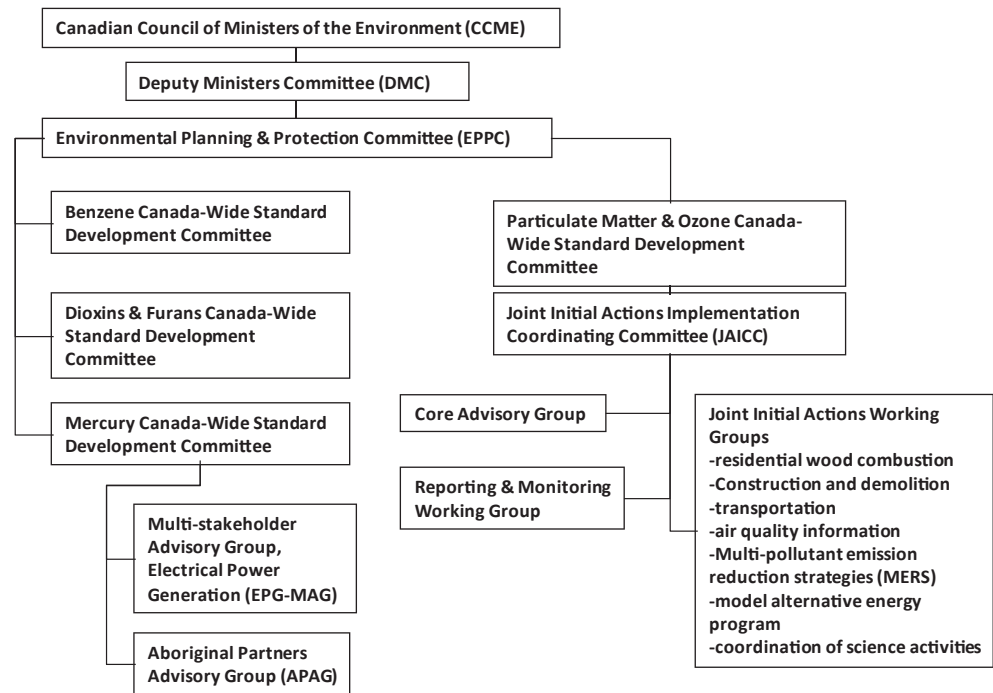 Canadian Council of Ministers of the Environment (CCME)
Deputy Ministers Committee (DMC)
Environmental Planning & Protection Committee (EPPC)
Benzene Canada-Wide Standard
Development Committee
Dioxins & Furans Canada-Wide
Standard Development
Committee
Mercury Canada-Wide Standard
Development Committee
Multi-stakeholder
Advisory Group,
Electrical Power
Generation (EPG-MAG)
Aboriginal Partners
Advisory Group (APAG)
Particulate Matter & Ozone Canada-
Wide Standard Development
Committee
Joint Initial Actions Implementation
Coordinating Committee (JAICC)
Core Advisory Group
Reporting & Monitoring
Working Group
Joint Initial Actions Working
Groups
-residential wood combustion
-Construction and demolition
-transportation
-air quality information
-Multi-pollutant emission
reduction strategies (MERS)
-model alternative energy
program
-coordination of science activities